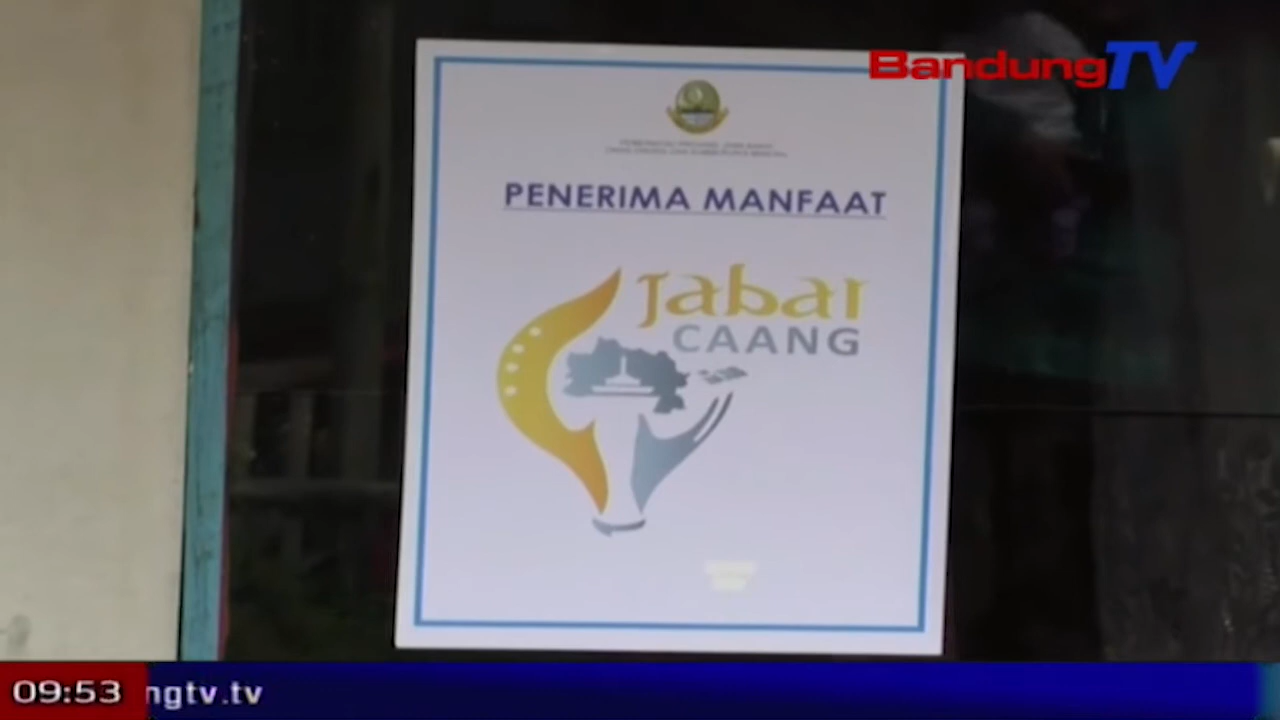 BandungTV
PENERIMA MANFAAT
Jabar
CAANG
09:53 ngtv.tv